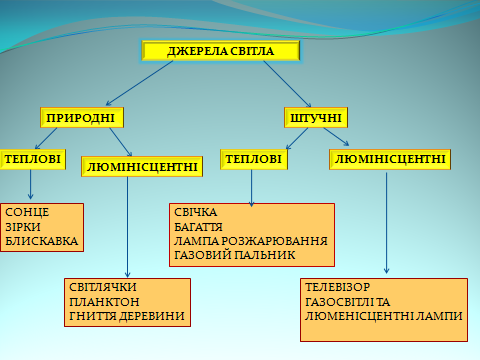 ДЖЕРЕЛА СВІТЛА
ПРИРОДНІ
ШТУЧНІ
ТЕПЛОВІ
ЛЮМІНІСЦЕНТНІ
ТЕПЛОВІ
ЛЮМІНІСЦЕНТНІ
СОНЦЕ
ЗІРКИ
БЛИСКАВКА
СВІЧКА
БАГАТТЯ
ЛАМПА РОЗЖАРЮВАННЯ
ГАЗОВИЙ ПАЛЬНИК
СВІТЛЯЧКИ
ПЛАНКТОН
ГНИТТЯ ДЕРЕВИНИ
ТЕЛЕВІЗОР
ГАЗОСВІТЛІ ТА
ЛЮМЕНІСЦЕНТНІ ЛАМПИ